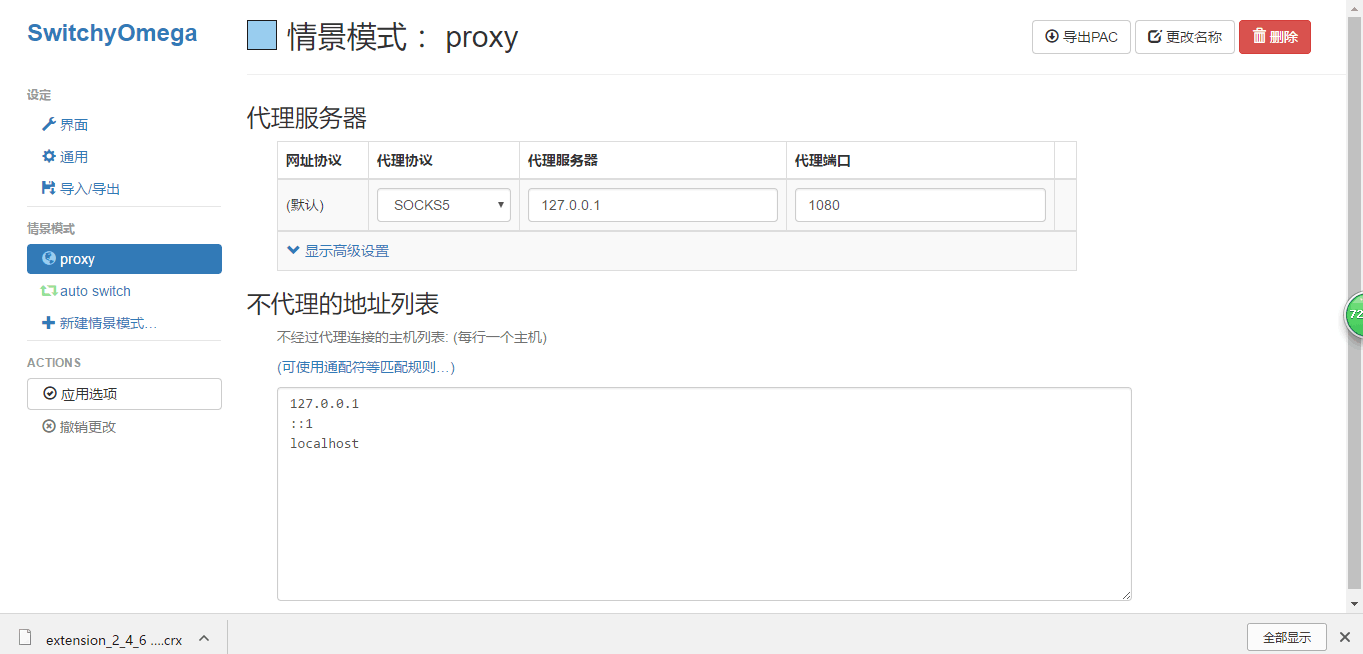 SwitchyOmega
情景模式： proxy
导出PAC
更改名称
删除
设定
界面
通用
导入/导出
情景模式
proxy
auto switch
新建情景模式…
ACTIONS
应用选项
撤销更改
代理服务器
网址协议 代理协议 代理服务器 代理端口
(默认) SOCKS5 127.0.0.1 1080
显示高级设置
不代理的地址列表
不经过代理连接的主机列表: (每行一个主机)
(可使用通配符等匹配规则…)
127.0.0.1
::1
localhost
72
extension_2_4_6 ....crx
全部显示